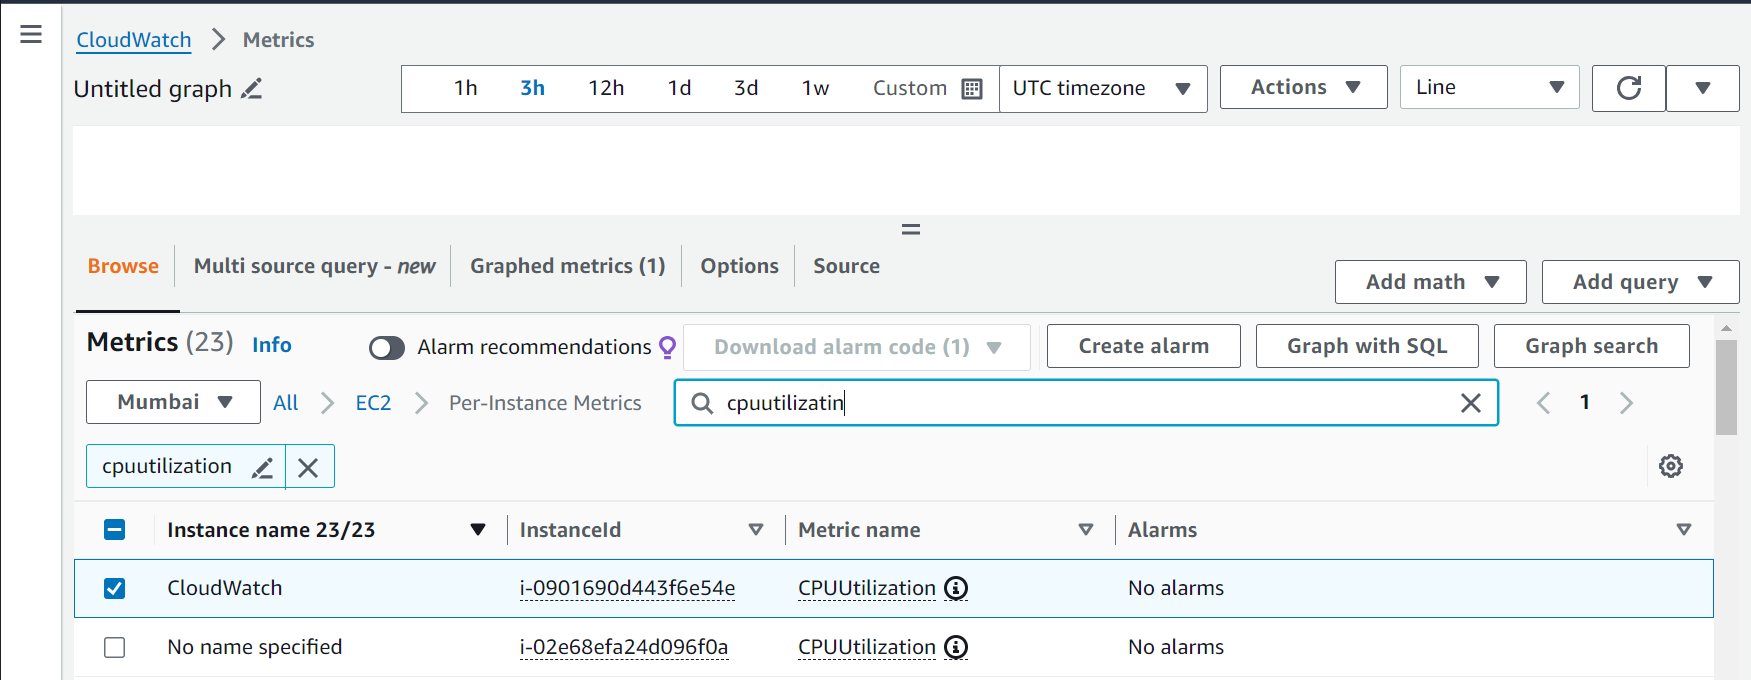 CloudWatch > Metrics
Untitled graph 1h 3h 12h 1d 3d 1w Custom UTC timezone Actions Line
Browse Multi source query - new Graphed metrics (1) Options Source Add math Add query
Metrics (23) Info Alarm recommendations Download alarm code (1) Create alarm Graph with SQL Graph search
Mumbai All > EC2 > Per-Instance Metrics cpuutilizatin 1
cpuutilization
Instance name 23/23 InstanceId Metric name Alarms
CloudWatch i-0901690d443f6e54e CPUUtilization No alarms
No name specified i-02e68efa24d096f0a CPUUtilization No alarms